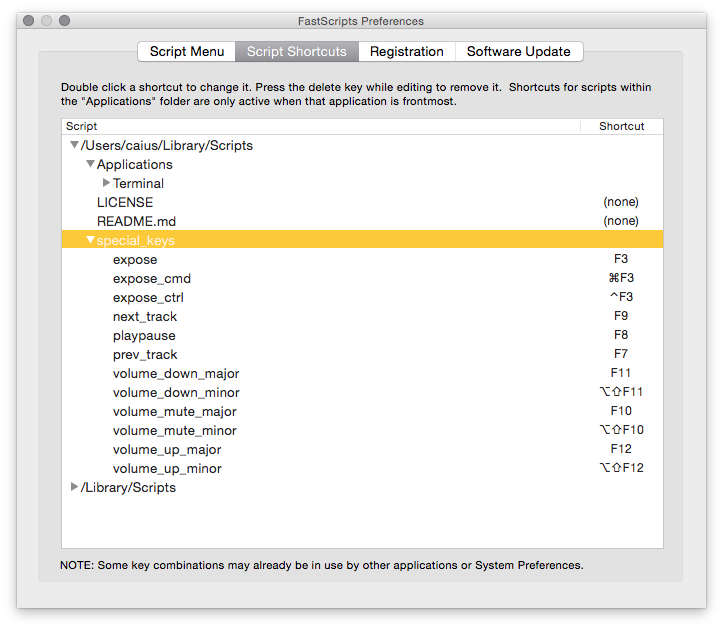 FastScripts Preferences
Script Menu Script Shortcuts Registration Software Update
Double click a shortcut to change it. Press the delete key while editing to remove it.  Shortcuts for scripts within
the "Applications" folder are only active when that application is frontmost.
Script Shortcut
/Users/caius/Library/Scripts
Applications
Terminal
LICENSE (none)
README.md (none)
special_keys
expose F3
expose_cmd ⌘F3
expose_ctrl ^F3
next_track F9
playpause F8
prev_track F7
volume_down_major F11
volume_down_minor ⌥⇧F11
volume_mute_major F10
volume_mute_minor ⌥⇧F10
volume_up_major F12
volume_up_minor ⌥⇧F12
/Library/Scripts
NOTE: Some key combinations may already be in use by other applications or System Preferences.